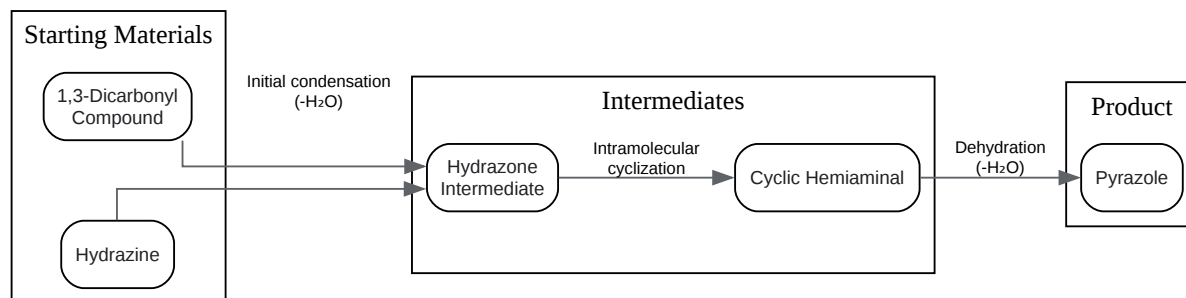 Starting Materials
1,3-Dicarbonyl
Compound
Hydrazine
Initial condensation
(-H₂O)
Intermediates
Hydrazone
Intermediate
Intramolecular
cyclization
Cyclic Hemiaminal
Dehydration
(-H₂O)
Product
Pyrazole